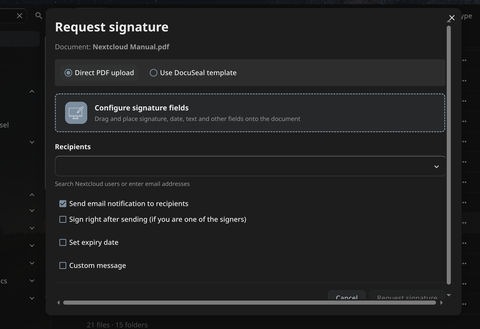 Request signature
ype
Document: Nextcloud Manual.pdf
Direct PDF upload
Use DocuSeal template
Configure signature fields
Drag and place signature, date, text and other fields onto the document
sel
Recipients
Search Nextcloud users or enter email addresses
Send email notification to recipients
Sign right after sending (if you are one of the signers)
Set expiry date
Custom message
cs
Cancel
Request signature
21 files · 15 folders